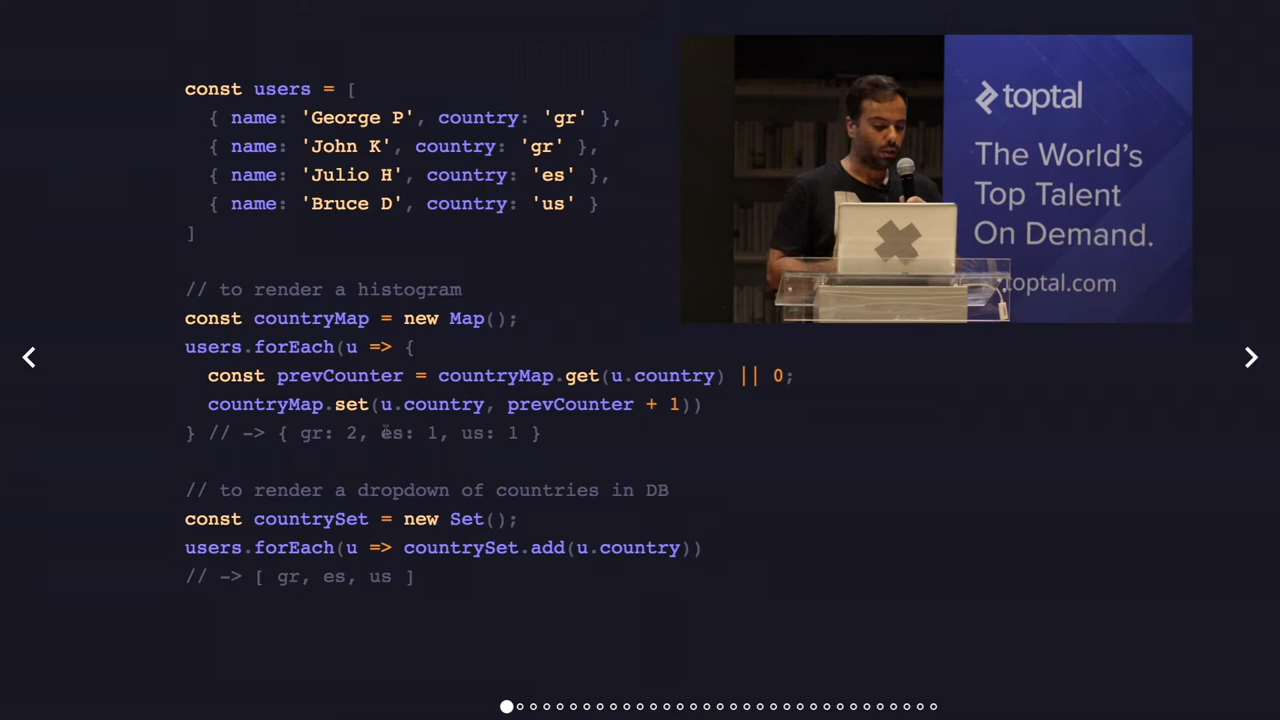 const users = [
{ name: 'George P', country: 'gr' },
{ name: 'John K', country: 'gr' },
{ name: 'Julio H', country: 'es' },
{ name: 'Bruce D', country: 'us' }
]
// to render a histogram
const countryMap = new Map();
users.forEach(u => {
const prevCounter = countryMap.get(u.country) || 0;
countryMap.set(u.country, prevCounter + 1))
} // -> { gr: 2, es: 1, us: 1 }
// to render a dropdown of countries in DB
const countrySet = new Set();
users.forEach(u => countrySet.add(u.country))
// -> [ gr, es, us ]
toptal
The World's
Top Talent
On Demand.
toptal.com